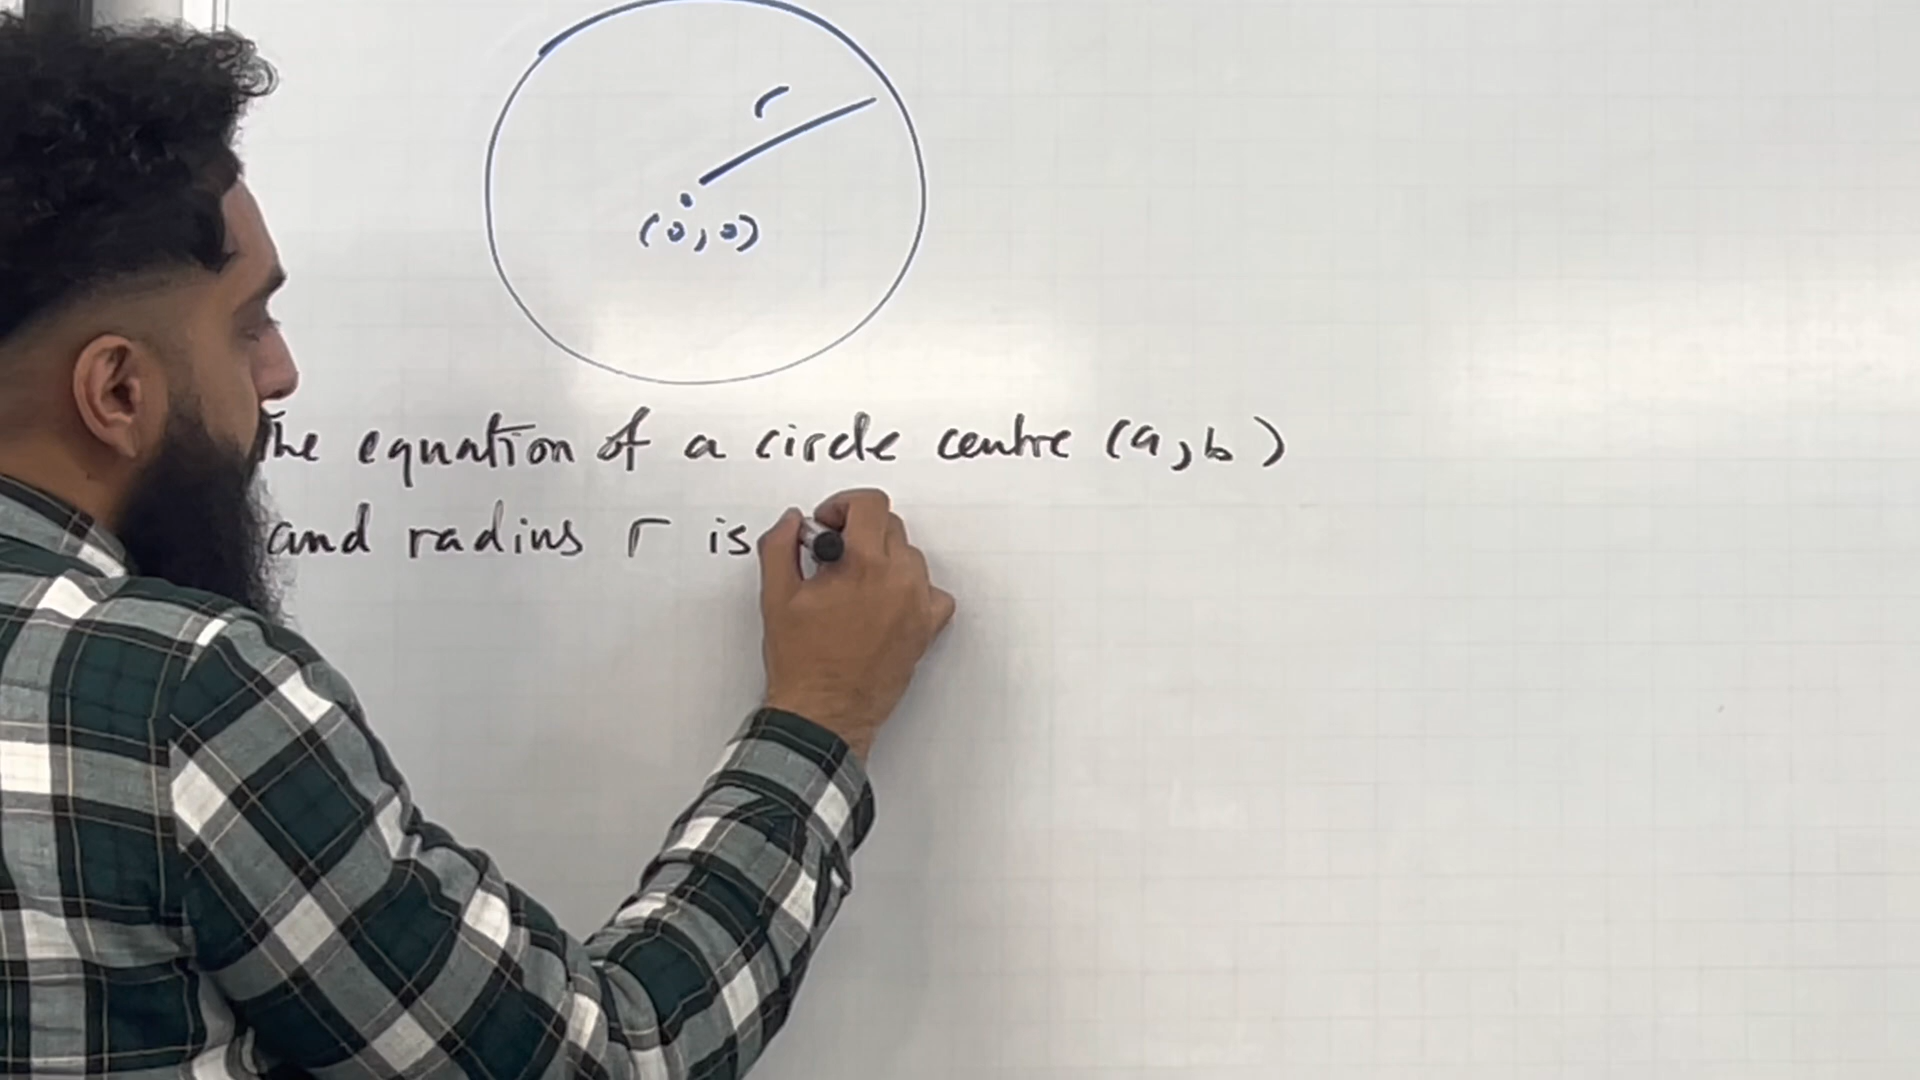 r
(0,0)
The equation of a circle centre (a,b)
and radius r is